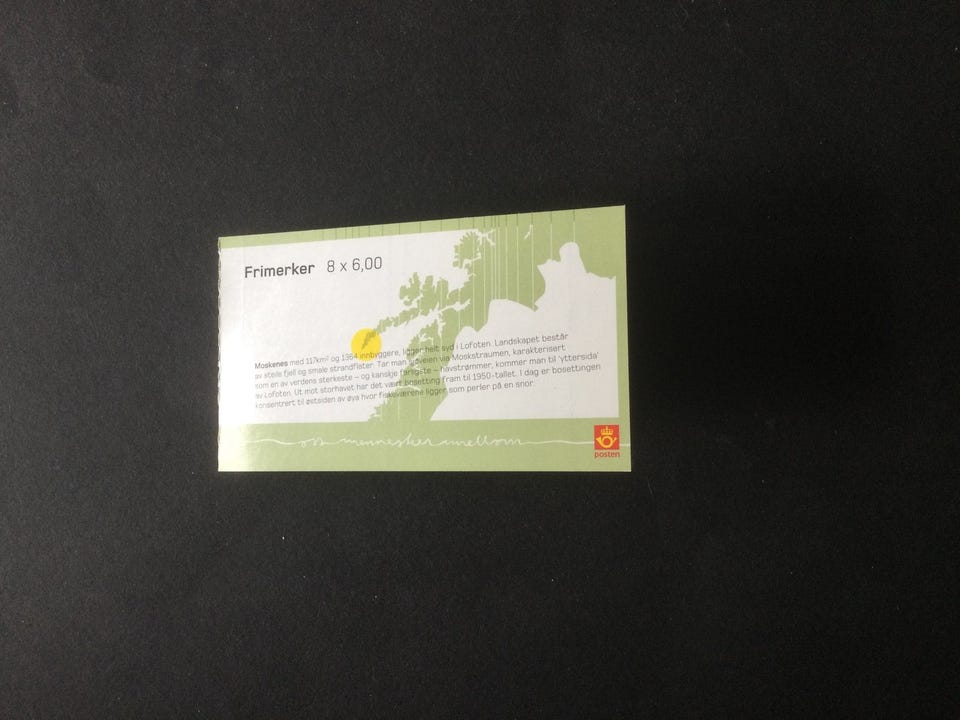 Frimerker 8 x 6,00
Moskenes med 117km² og 1364 innbyggere, ligger helt syd i Lofoten. Landskapet består
av steile fjell og smale strandflater. Tar man sjøveien via Moskstraumen, karakterisert
som en av verdens sterkeste – og kanskje farligste – havstrømmer, kommer man til 'yttersida'
av Lofoten. Ut mot storhavet har det vært bosetting fram til 1950-tallet. I dag er bosettingen
konsentrert til østsiden av øya hvor fiskeværene ligger som perler på en snor.
oss mennesker imellom
posten